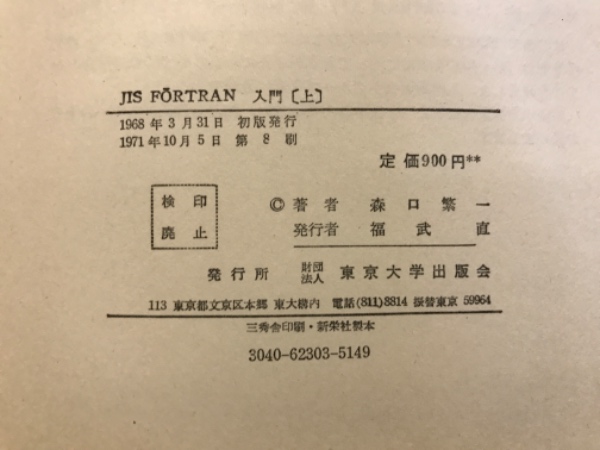 JIS FŌRTRAN 入門〔上〕
1968年3月31日 初版発行
1971年10月5日 第8刷
定価900円**
検印
廃止
© 著者 森口繁一
発行者 福武直
発行所 財団法人 東京大学出版会
113 東京都文京区本郷 東大構内 電話(811)8814 振替東京 59964
三秀舎印刷・新栄社製本
3040-62303-5149